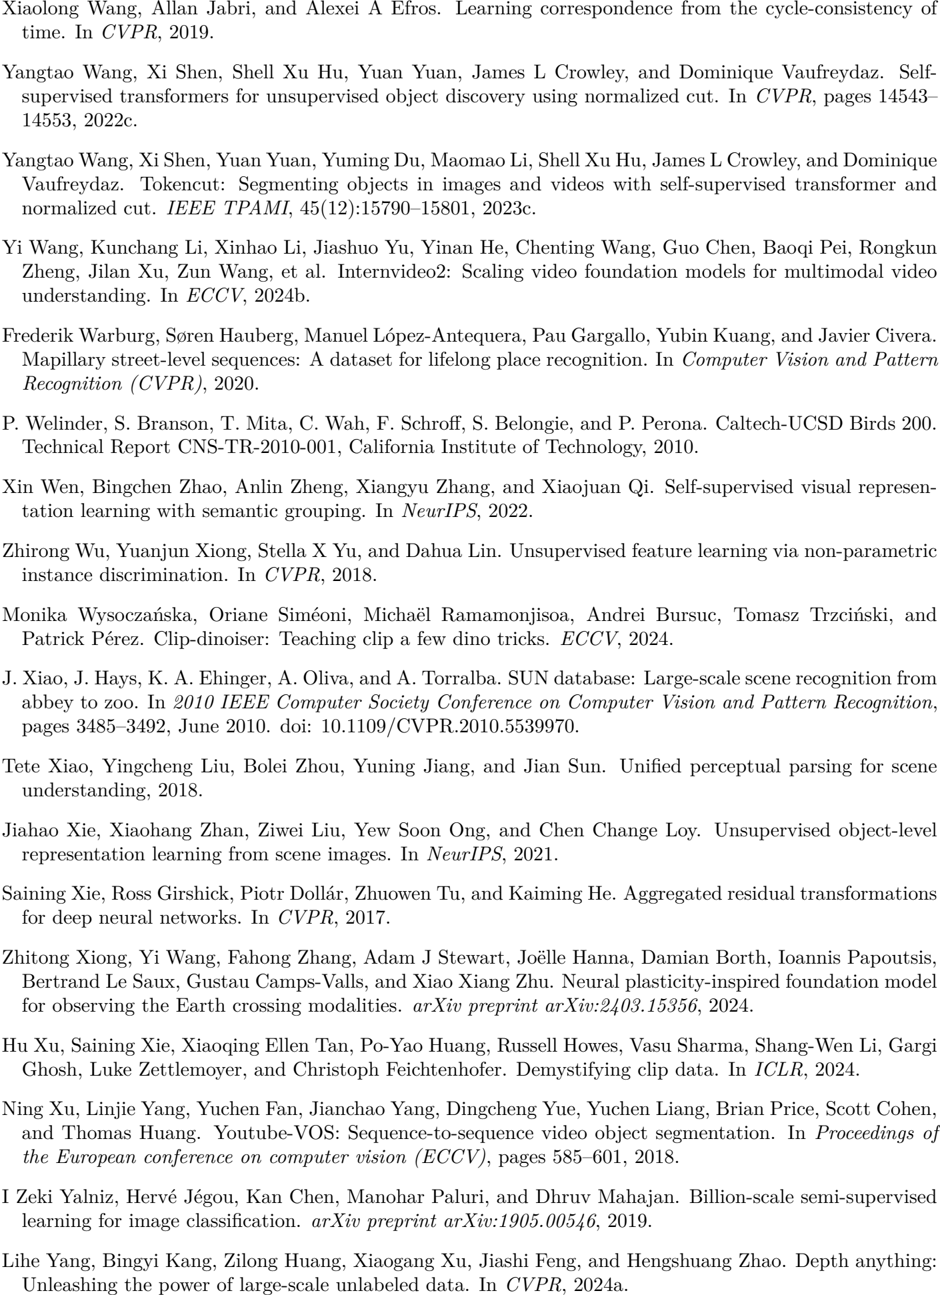 Xiaolong Wang, Allan Jabri, and Alexei A Efros. Learning correspondence from the cycle-consistency of
time. In CVPR, 2019.
Yangtao Wang, Xi Shen, Shell Xu Hu, Yuan Yuan, James L Crowley, and Dominique Vaufreydaz. Self-
supervised transformers for unsupervised object discovery using normalized cut. In CVPR, pages 14543–
14553, 2022c.
Yangtao Wang, Xi Shen, Yuan Yuan, Yuming Du, Maomao Li, Shell Xu Hu, James L Crowley, and Dominique
Vaufreydaz. Tokencut: Segmenting objects in images and videos with self-supervised transformer and
normalized cut. IEEE TPAMI, 45(12):15790–15801, 2023c.
Yi Wang, Kunchang Li, Xinhao Li, Jiashuo Yu, Yinan He, Chenting Wang, Guo Chen, Baoqi Pei, Rongkun
Zheng, Jilan Xu, Zun Wang, et al. Internvideo2: Scaling video foundation models for multimodal video
understanding. In ECCV, 2024b.
Frederik Warburg, Søren Hauberg, Manuel López-Antequera, Pau Gargallo, Yubin Kuang, and Javier Civera.
Mapillary street-level sequences: A dataset for lifelong place recognition. In Computer Vision and Pattern
Recognition (CVPR), 2020.
P. Welinder, S. Branson, T. Mita, C. Wah, F. Schroff, S. Belongie, and P. Perona. Caltech-UCSD Birds 200.
Technical Report CNS-TR-2010-001, California Institute of Technology, 2010.
Xin Wen, Bingchen Zhao, Anlin Zheng, Xiangyu Zhang, and Xiaojuan Qi. Self-supervised visual represen-
tation learning with semantic grouping. In NeurIPS, 2022.
Zhirong Wu, Yuanjun Xiong, Stella X Yu, and Dahua Lin. Unsupervised feature learning via non-parametric
instance discrimination. In CVPR, 2018.
Monika Wysoczańska, Oriane Siméoni, Michaël Ramamonjisoa, Andrei Bursuc, Tomasz Trzciński, and
Patrick Pérez. Clip-dinoiser: Teaching clip a few dino tricks. ECCV, 2024.
J. Xiao, J. Hays, K. A. Ehinger, A. Oliva, and A. Torralba. SUN database: Large-scale scene recognition from
abbey to zoo. In 2010 IEEE Computer Society Conference on Computer Vision and Pattern Recognition,
pages 3485–3492, June 2010. doi: 10.1109/CVPR.2010.5539970.
Tete Xiao, Yingcheng Liu, Bolei Zhou, Yuning Jiang, and Jian Sun. Unified perceptual parsing for scene
understanding, 2018.
Jiahao Xie, Xiaohang Zhan, Ziwei Liu, Yew Soon Ong, and Chen Change Loy. Unsupervised object-level
representation learning from scene images. In NeurIPS, 2021.
Saining Xie, Ross Girshick, Piotr Dollár, Zhuowen Tu, and Kaiming He. Aggregated residual transformations
for deep neural networks. In CVPR, 2017.
Zhitong Xiong, Yi Wang, Fahong Zhang, Adam J Stewart, Joëlle Hanna, Damian Borth, Ioannis Papoutsis,
Bertrand Le Saux, Gustau Camps-Valls, and Xiao Xiang Zhu. Neural plasticity-inspired foundation model
for observing the Earth crossing modalities. arXiv preprint arXiv:2403.15356, 2024.
Hu Xu, Saining Xie, Xiaoqing Ellen Tan, Po-Yao Huang, Russell Howes, Vasu Sharma, Shang-Wen Li, Gargi
Ghosh, Luke Zettlemoyer, and Christoph Feichtenhofer. Demystifying clip data. In ICLR, 2024.
Ning Xu, Linjie Yang, Yuchen Fan, Jianchao Yang, Dingcheng Yue, Yuchen Liang, Brian Price, Scott Cohen,
and Thomas Huang. Youtube-VOS: Sequence-to-sequence video object segmentation. In Proceedings of
the European conference on computer vision (ECCV), pages 585–601, 2018.
I Zeki Yalniz, Hervé Jégou, Kan Chen, Manohar Paluri, and Dhruv Mahajan. Billion-scale semi-supervised
learning for image classification. arXiv preprint arXiv:1905.00546, 2019.
Lihe Yang, Bingyi Kang, Zilong Huang, Xiaogang Xu, Jiashi Feng, and Hengshuang Zhao. Depth anything:
Unleashing the power of large-scale unlabeled data. In CVPR, 2024a.